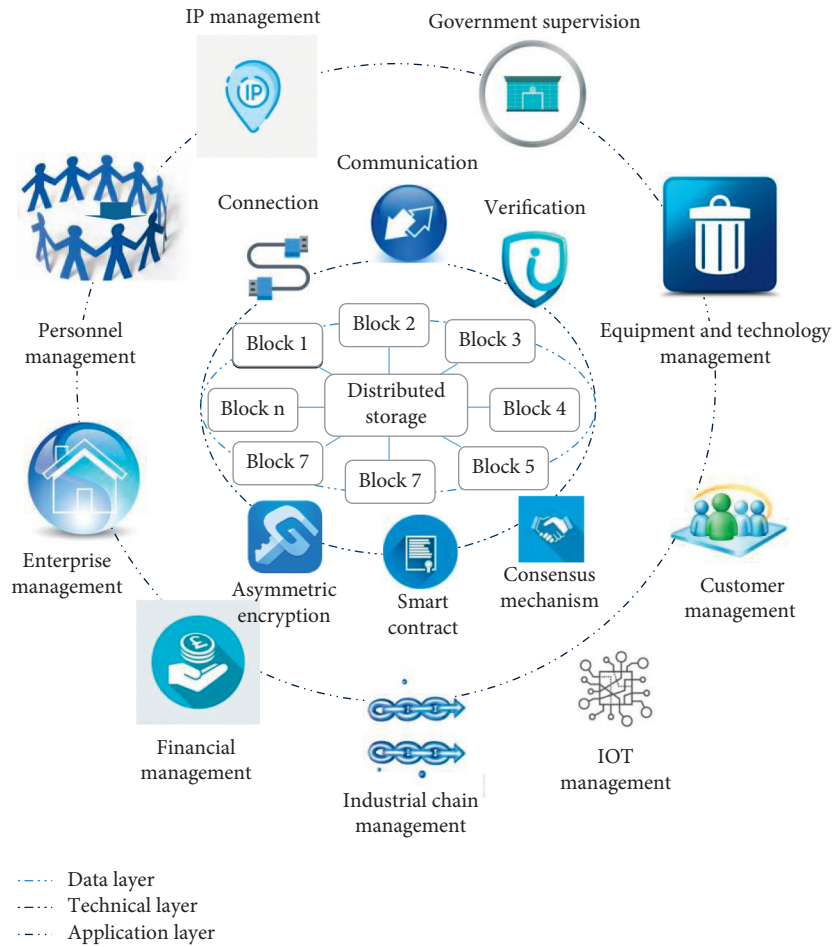 IP management
Government supervision
Communication
Connection
Verification
IP
Personnel
management
Equipment and technology
management
Block 1
Block 2
Block 3
Distributed
storage
Block n
Block 4
Block 7
Block 7
Block 5
Enterprise
management
Asymmetric
encryption
Smart
contract
Consensus
mechanism
Customer
management
Financial
management
Industrial chain
management
IOT
management
Data layer
Technical layer
Application layer